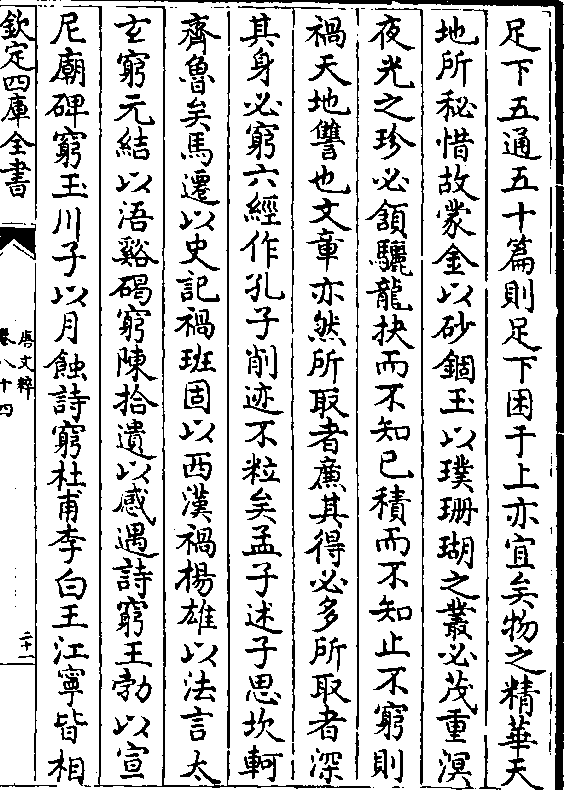 足下五通五十篇則足下困于上亦宜矣物之精華天
地所秘惜故蒙金以砂錮玉以璞珊瑚之叢必茂重溟
夜光之珍必頷驪龍抉而不知已積而不知止不窮則
禍天地讐也文章亦然所取者廉其得必多所取者深
其身必窮六經作孔子削迹不粒矣孟子述子思坎軻
齊魯矣馬遷以史記禍班固以西漢禍楊雄以法言太
玄窮元結以浯谿碣窮陳拾遺以感遇詩窮王勃以宣
尼廟碑窮玉川子以月蝕詩窮杜甫李白王江寧皆相
欽定四庫全書
唐文粹
卷八十四
二十一